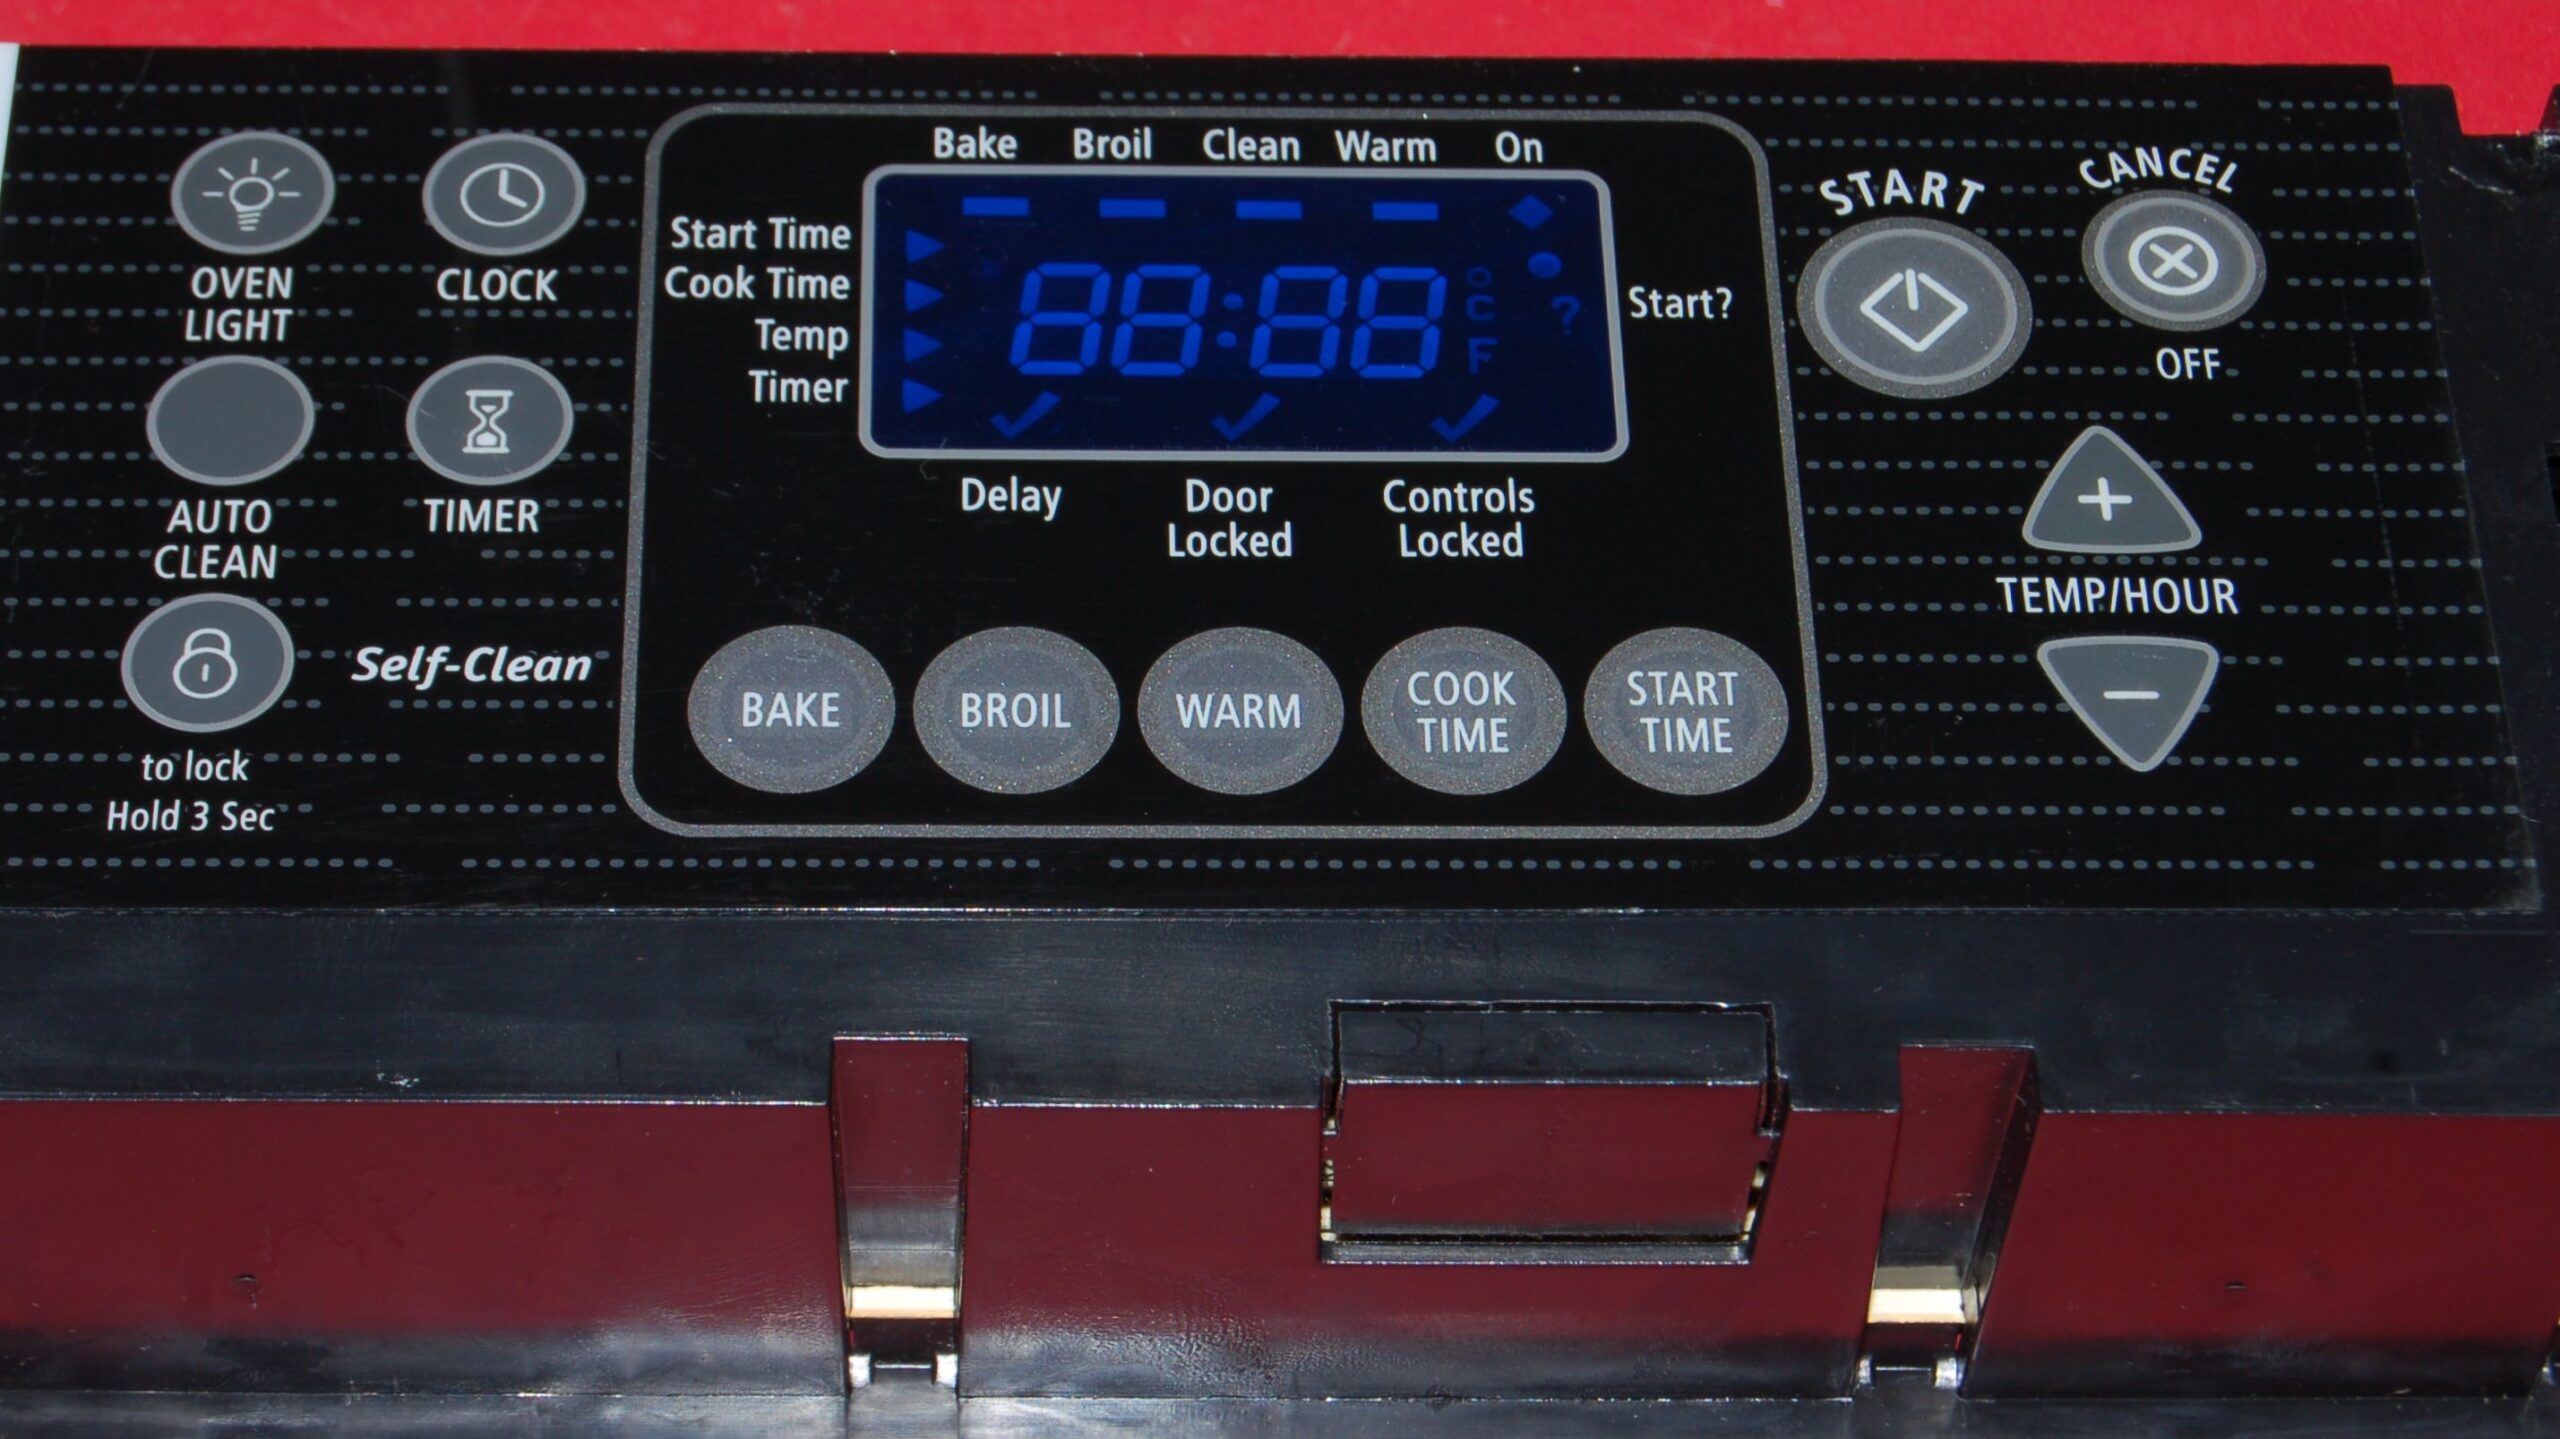 Bake Broil Clean Warm On
Start Time
Cook Time
Temp
Timer
88:88
°
C
F
?
Start?
Delay
Door
Locked
Controls
Locked
OVEN
LIGHT
CLOCK
AUTO
CLEAN
TIMER
Self-Clean
to lock
Hold 3 Sec
BAKE
BROIL
WARM
COOK
TIME
START
TIME
START
CANCEL
OFF
+
TEMP/HOUR
−